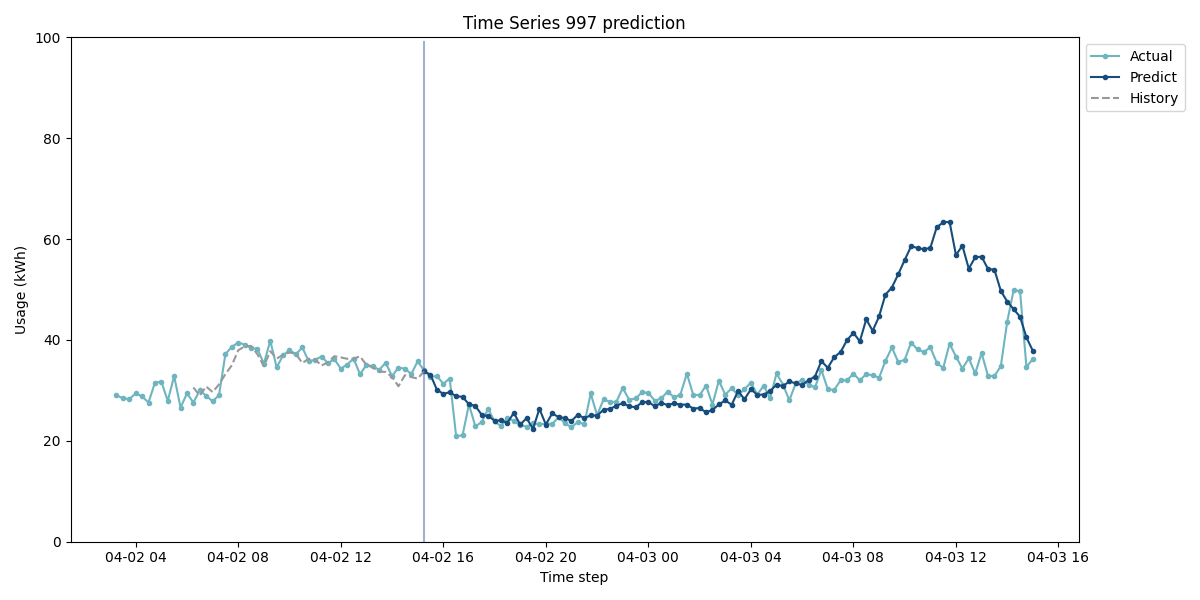 Time Series 997 prediction
Usage (kWh)
100
80
60
40
20
0
04-02 04
04-02 08
04-02 12
04-02 16
04-02 20
04-03 00
04-03 04
04-03 08
04-03 12
04-03 16
Time step
Actual
Predict
History